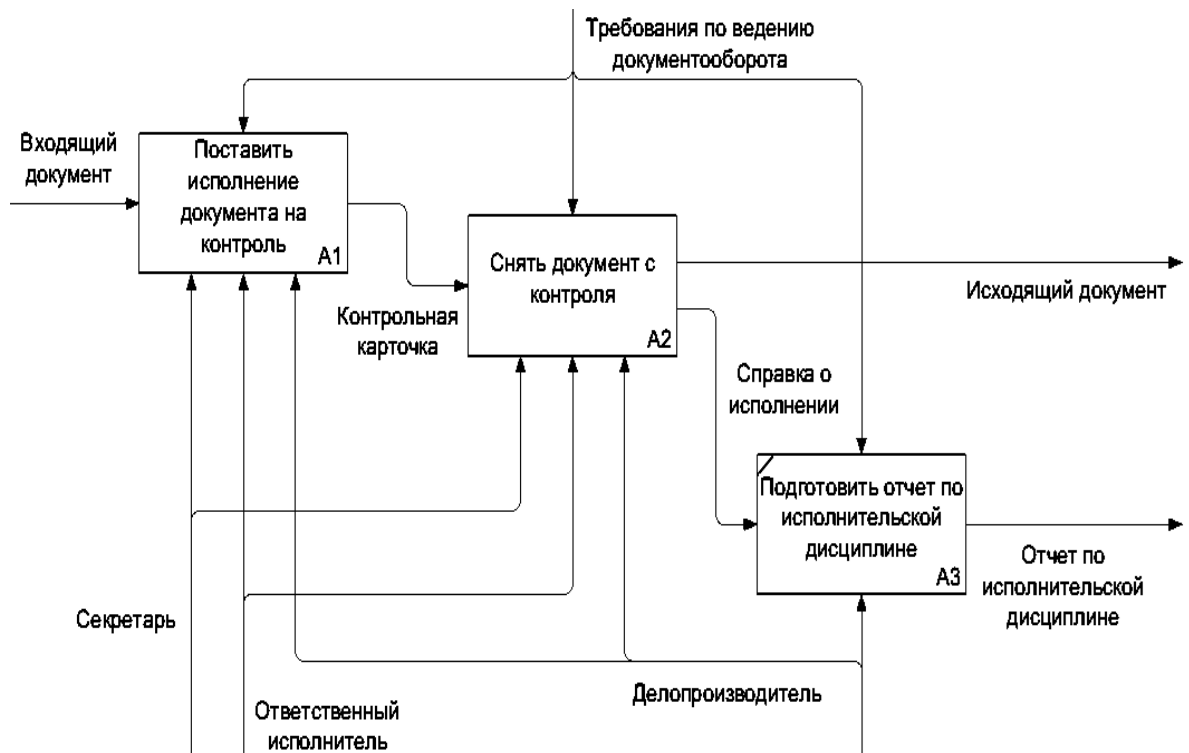 Требования по ведению
документооборота
Входящий
документ
Поставить
исполнение
документа на
контроль
A1
Контрольная
карточка
Снять документ с
контроля
A2
Исходящий документ
Справка о
исполнении
Подготовить отчет по
исполнительской
дисциплине
A3
Отчет по
исполнительской
дисциплине
Секретарь
Ответственный
исполнитель
Делопроизводитель